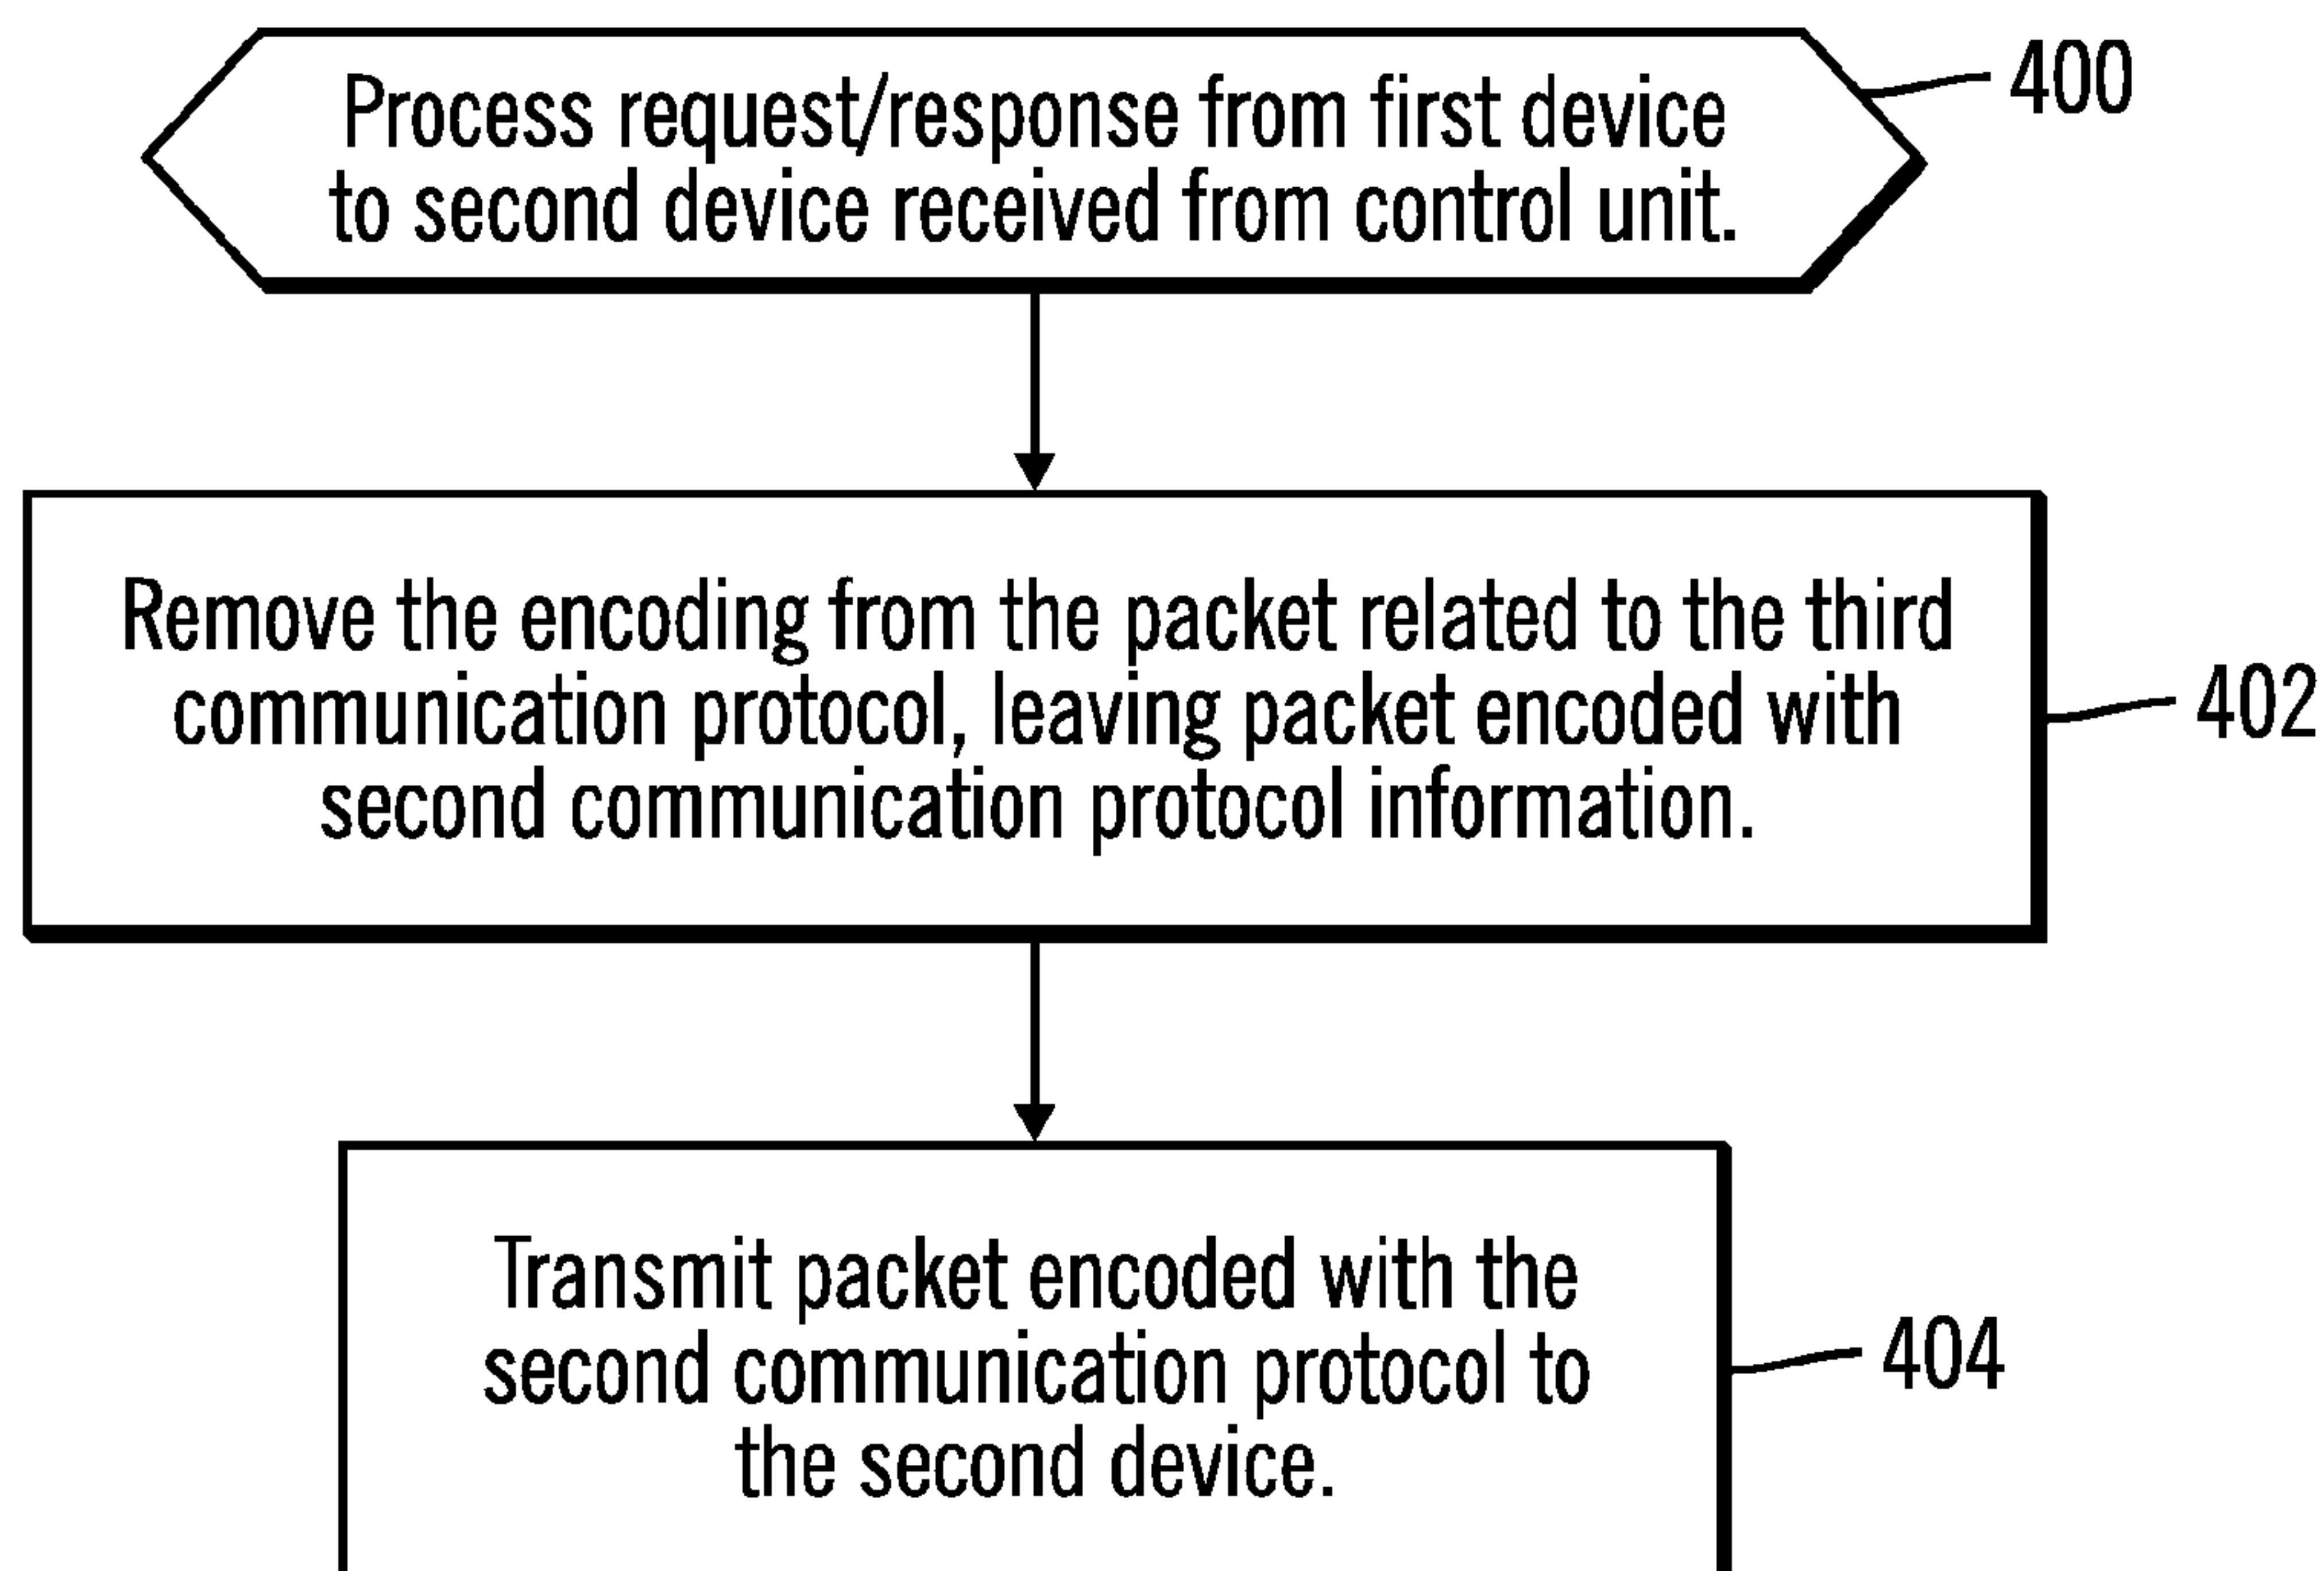 Process request/response from first device
400
to second device received from control unit.
Remove the encoding from the packet related to the third
communication protocol, leaving packet encoded with
402
second communication protocol information.
Transmit packet encoded with the
second communication protocol to
404
the second device.